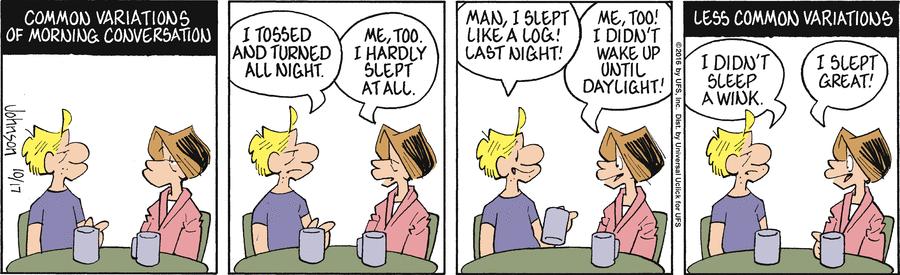 COMMON VARIATIONS
OF MORNING CONVERSATION
Johnson 10/17
I TOSSED
AND TURNED
ALL NIGHT.
ME, TOO.
I HARDLY
SLEPT
AT ALL.
MAN, I SLEPT
LIKE A LOG!
LAST NIGHT!
ME, TOO!
I DIDN'T
WAKE UP
UNTIL
DAYLIGHT!
©2016 by UFS, Inc. Dist. by Universal Uclick for UFS
LESS COMMON VARIATIONS
I DIDN'T
SLEEP
A WINK.
I SLEPT
GREAT!